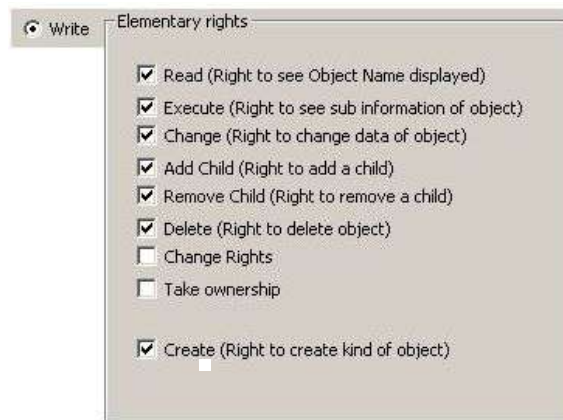 Write
Elementary rights
Read (Right to see Object Name displayed)
Execute (Right to see sub information of object)
Change (Right to change data of object)
Add Child (Right to add a child)
Remove Child (Right to remove a child)
Delete (Right to delete object)
Change Rights
Take ownership
Create (Right to create kind of object)